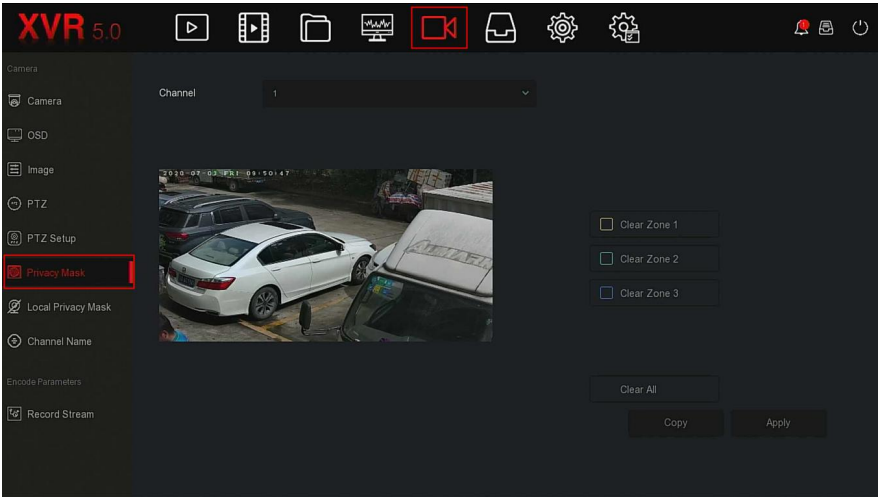 XVR 5.0
Camera
Channel
1
Camera
OSD
Image
2020-07-03 FRI 09:50:47
PTZ
PTZ Setup
Clear Zone 1
Clear Zone 2
Privacy Mask
Clear Zone 3
Local Privacy Mask
Channel Name
Encode Parameters
Clear All
Record Stream
Copy
Apply